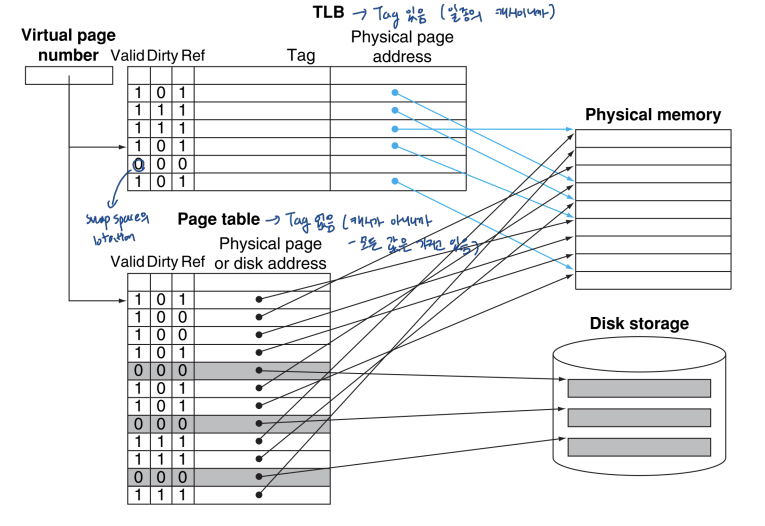 TLB → Tag 있음 (일종의 캐시이니까)
Virtual page
number
Valid Dirty Ref
Tag
Physical page
address
1 0 1
1 1 1
1 1 1
1 0 1
0 0 0
1 0 1
Physical memory
swap space의
location
Page table → Tag 없음 (캐시가 아니니까
- 모든 값을 가지고 있음)
Physical page
Valid Dirty Ref or disk address
1 0 1
1 0 0
1 0 0
1 0 1
0 0 0
1 0 1
1 0 1
0 0 0
1 1 1
1 1 1
0 0 0
1 1 1
Disk storage